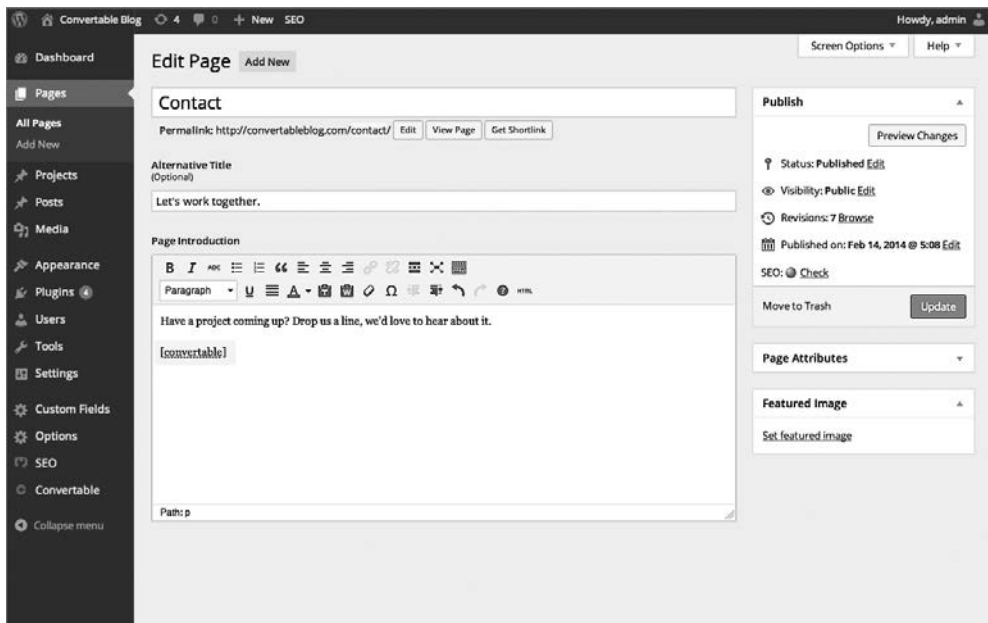 Convertable Blog 4 0 + New SEO Howdy, admin
Screen Options Help
Dashboard
Pages
All Pages
Add New
Projects
Posts
Media
Appearance
Plugins 4
Users
Tools
Settings
Custom Fields
Options
SEO
Convertable
Collapse menu
Edit Page Add New
Contact
Permalink: http://convertableblog.com/contact/ Edit View Page Get Shortlink
Alternative Title
(Optional)
Let's work together.
Page Introduction
B I ABC
Paragraph U A Ω HTML
Have a project coming up? Drop us a line, we'd love to hear about it.
[convertable]
Path: p
Publish
Preview Changes
Status: Published Edit
Visibility: Public Edit
Revisions: 7 Browse
Published on: Feb 14, 2014 @ 5:08 Edit
SEO: Check
Move to Trash Update
Page Attributes
Featured Image
Set featured image